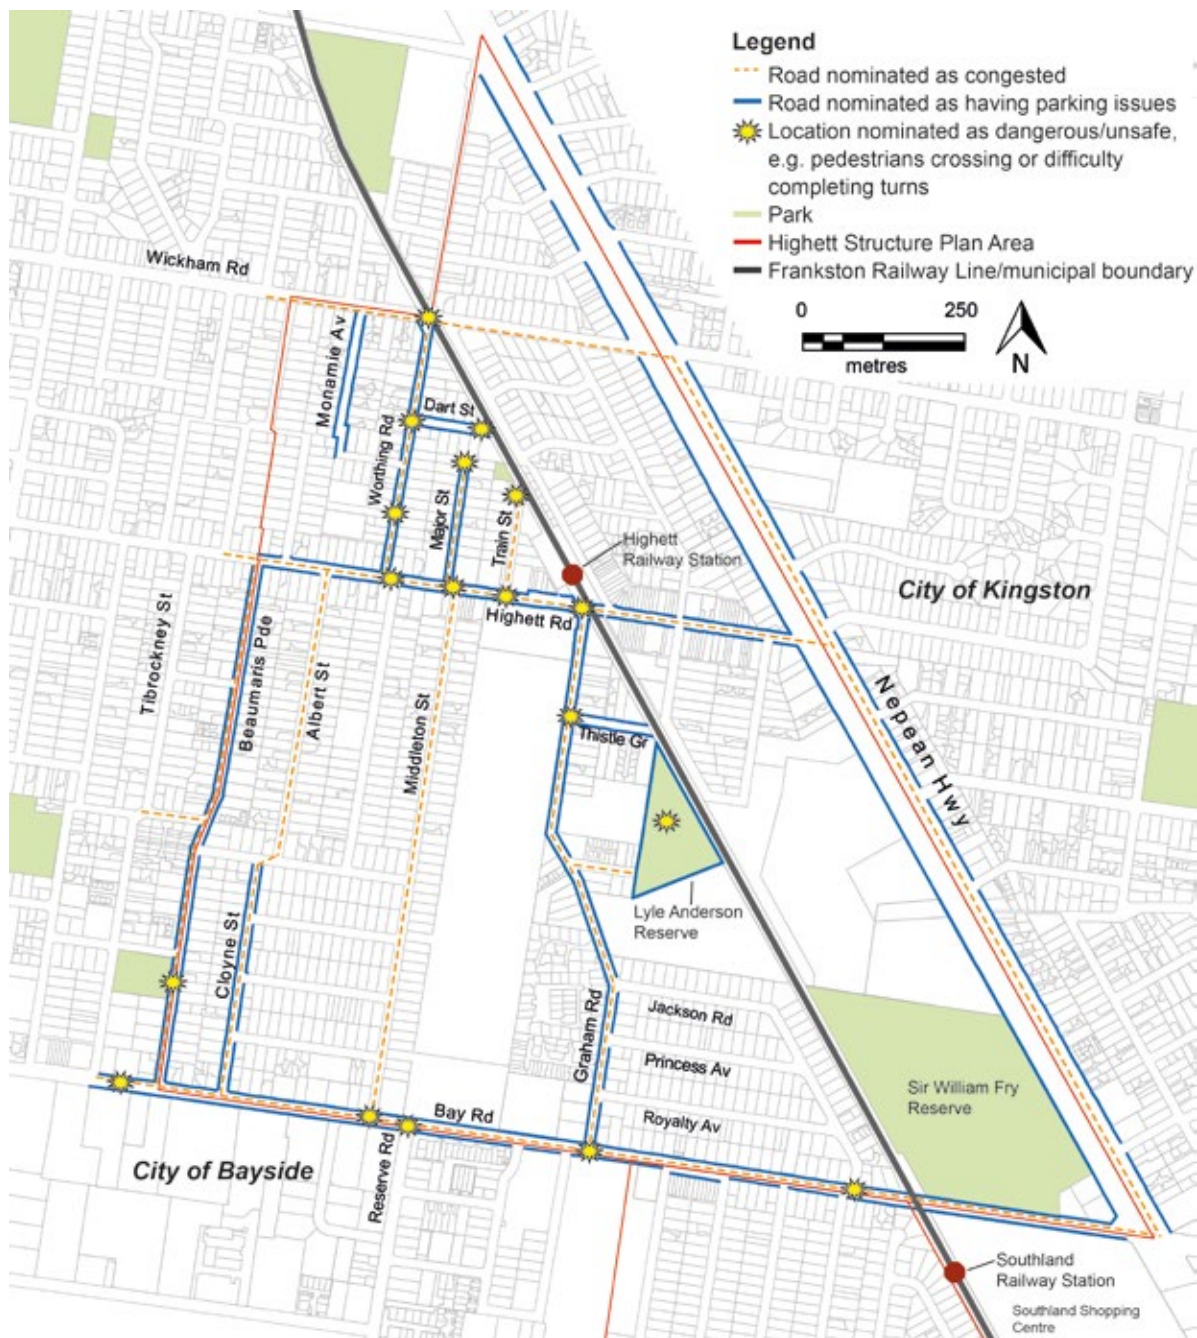 Legend
Road nominated as congested
Road nominated as having parking issues
Location nominated as dangerous/unsafe,
e.g. pedestrians crossing or difficulty
completing turns
Park
Highett Structure Plan Area
Frankston Railway Line/municipal boundary
0 250
metres
N
Wickham Rd
Monamie Av
Dart St
Worthing Rd
Major St
Train St
Highett
Railway Station
City of Kingston
Highett Rd
Tibrockney St
Beaumaris Pde
Albert St
Middleton St
Thistle Gr
Nepean Hwy
Lyle Anderson
Reserve
Cloyne St
Graham Rd
Jackson Rd
Princess Av
Royalty Av
Sir William Fry
Reserve
Bay Rd
Reserve Rd
City of Bayside
Southland
Railway Station
Southland Shopping
Centre